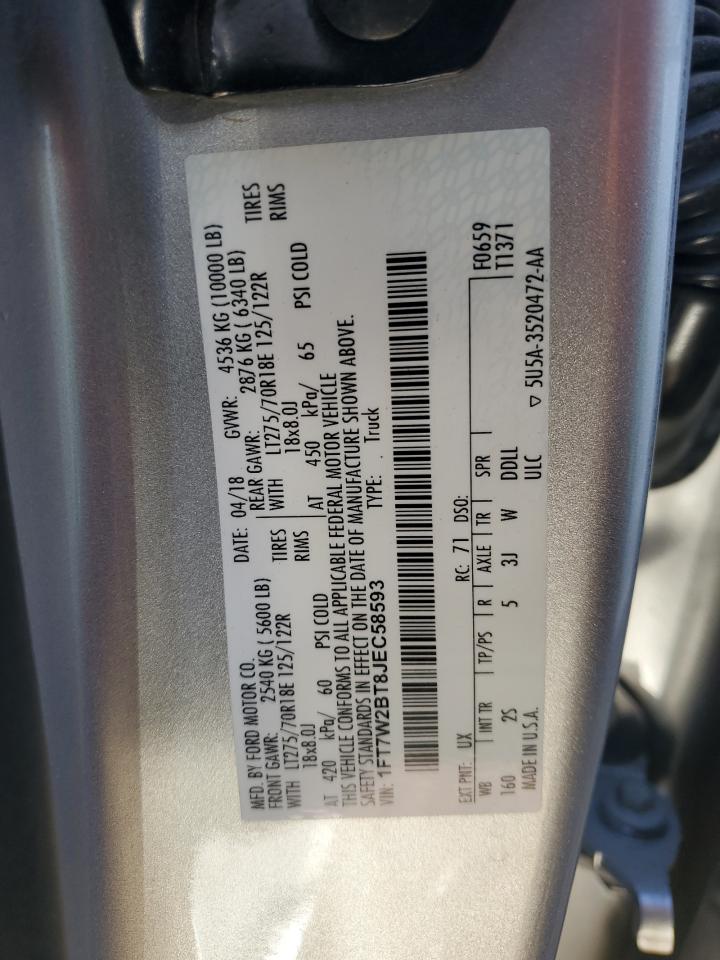 MFD. BY FORD MOTOR CO.
DATE: 04/18 GVWR: 4536 KG (10000 LB)
FRONT GAWR: 2540 KG ( 5600 LB) REAR GAWR: 2876 KG ( 6340 LB)
WITH LT275/70R18E 125/122R TIRES WITH LT275/70R18E 125/122R TIRES
18x8.0J RIMS 18x8.0J RIMS
AT 420 kPa/ 60 PSI COLD AT 450 kPa/ 65 PSI COLD
THIS VEHICLE CONFORMS TO ALL APPLICABLE FEDERAL MOTOR VEHICLE
SAFETY STANDARDS IN EFFECT ON THE DATE OF MANUFACTURE SHOWN ABOVE.
VIN: 1FT7W2BT8JEC58593 TYPE: Truck
EXT PNT: UX RC: 71 DSO: F0659
WB INT TR TP/PS R AXLE TR SPR T1371
160 2S 5 3J W DDLL
MADE IN U.S.A. ULC ▽ 5U5A-3520472-AA